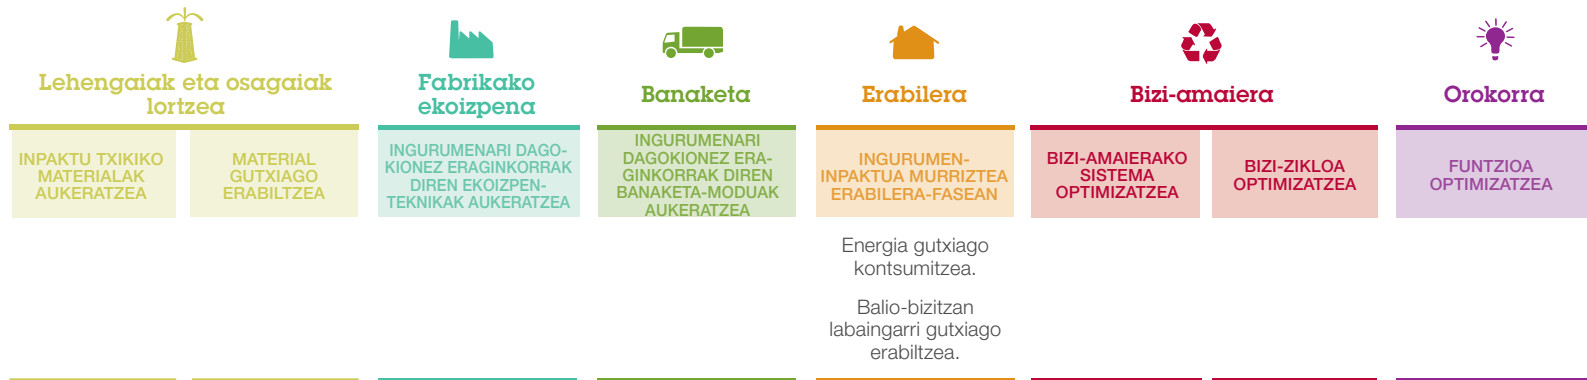 Lehengaiak eta osagaiak
lortzea
Fabrikako
ekoizpena
Banaketa
Erabilera
Bizi-amaiera
Orokorra
INPAKTU TXIKIKO
MATERIALAK
AUKERATZEA
MATERIAL
GUTXIAGO
ERABILTZEA
INGURUMENARI DAGO-
KIONEZ ERAGINKORRAK
DIREN EKOIZPEN-
TEKNIKAK AUKERATZEA
INGURUMENARI
DAGOKIONEZ ERA-
GINKORRAK DIREN
BANAKETA-MODUAK
AUKERATZEA
INGURUMEN-
INPAKTUA MURRIZTEA
ERABILERA-FASEAN
BIZI-AMAIERAKO
SISTEMA
OPTIMIZATZEA
BIZI-ZIKLOA
OPTIMIZATZEA
FUNTZIOA
OPTIMIZATZEA
Energia gutxiago
kontsumitzea.
Balio-bizitzan
labaingarri gutxiago
erabiltzea.